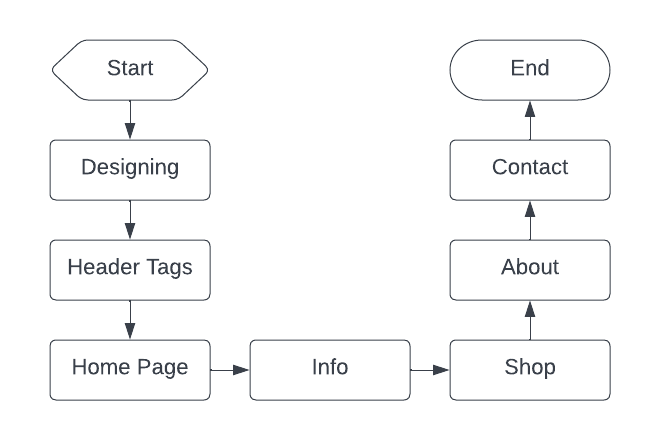 Start
Designing
Header Tags
Home Page
Info
Shop
About
Contact
End